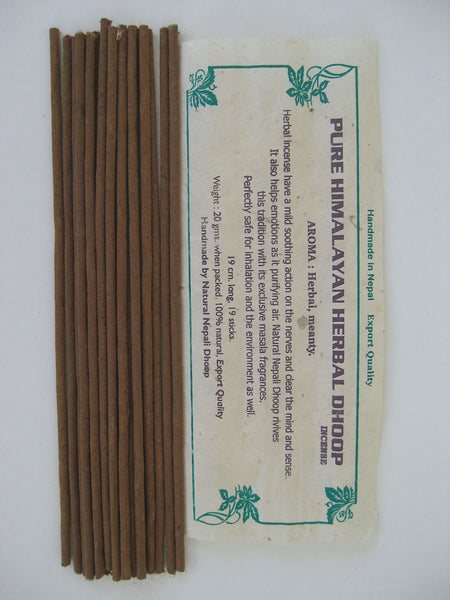 Handmade in Nepal Export Quality
PURE HIMALAYAN HERBAL DHOOP
INCENSE
AROMA : Herbal, meanty.
Herbal incense have a mild soothing action on the nerves and clear the mind and sense
It also helps emotions as it purifying air. Natural Nepali Dhoop rivives
this tradition with its exclusive masala fragrances.
Perfectly safe for inhalation and the environment as well.
19 cm. long, 19 sticks.
Weight : 20 gms. when packed. 100% natural, Export Quality
Handmade by Natural Nepali Dhoop